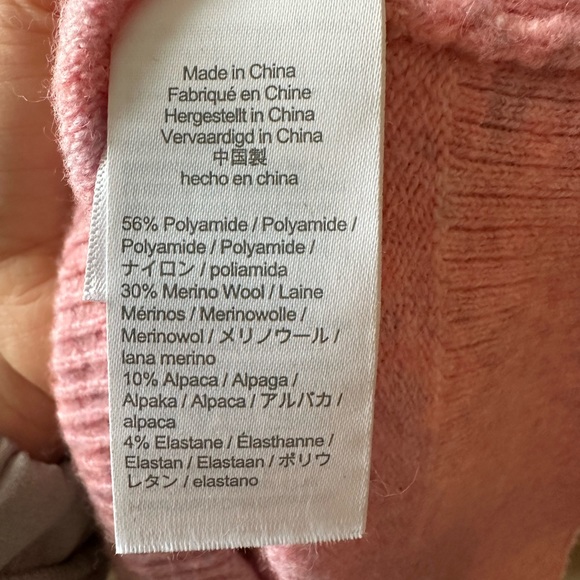 Made in China
Fabriqué en Chine
Hergestellt in China
Vervaardigd in China
中国製
hecho en china
56% Polyamide / Polyamide /
Polyamide / Polyamide /
ナイロン / poliamida
30% Merino Wool / Laine
Mérinos / Merinowolle /
Merinowol / メリノウール /
lana merino
10% Alpaca / Alpaga /
Alpaka / Alpaca / アルパカ /
alpaca
4% Elastane / Élasthanne /
Elastan / Elastaan / ポリウ
レタン / elastano